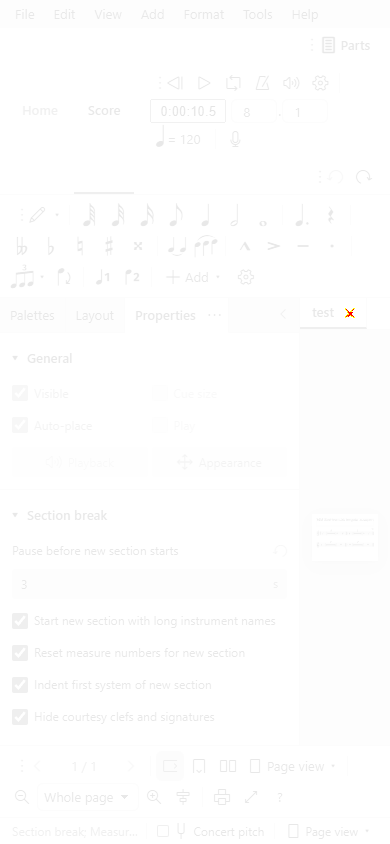 File Edit View Add Format Tools Help
Parts
Home Score
0:00:10.5 8 . 1
= 120
Add
Palettes Layout Properties
test
General
Visible Cue size
Auto-place Play
Appearance
Section break
Pause before new section starts
3
Start new section with long instrument names
Reset measure numbers for new section
Indent first system of new section
Hide courtesy clefs and signatures
1 / 1 Page view
Whole page ?
Section break; Measur... Concert pitch Page view